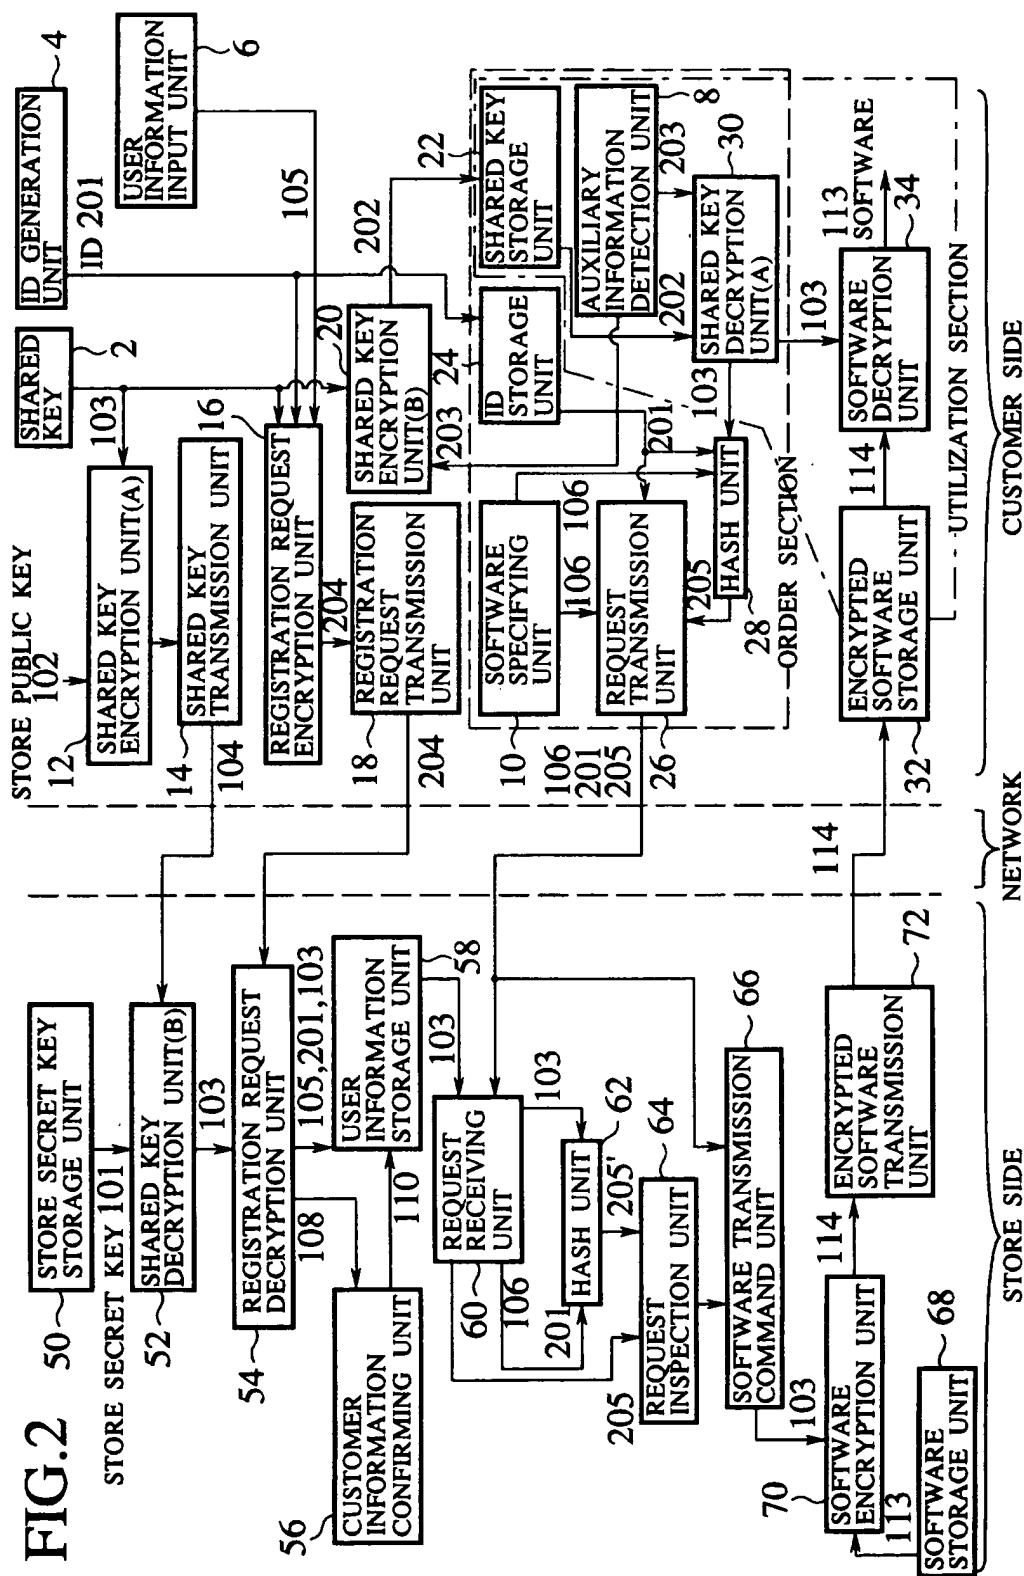 FIG.2
STORE SECRET KEY
STORAGE UNIT
50
STORE SECRET KEY 101
SHARED KEY
DECRYPTION UNIT(B)
52
103
REGISTRATION REQUEST
DECRYPTION UNIT
54
108
105,201,103
CUSTOMER
INFORMATION
CONFIRMING UNIT
56
110
USER
INFORMATION
STORAGE UNIT
58
103
REQUEST
RECEIVING
UNIT
60
106
201
103
HASH UNIT
62
205
205'
REQUEST
INSPECTION UNIT
64
SOFTWARE TRANSMISSION
COMMAND UNIT
66
103
70
SOFTWARE
ENCRYPTION UNIT
113
SOFTWARE
STORAGE UNIT
68
114
ENCRYPTED
SOFTWARE
TRANSMISSION
UNIT
72
STORE SIDE
114
NETWORK
STORE PUBLIC KEY
102
12
SHARED KEY
ENCRYPTION UNIT(A)
103
SHARED
KEY
2
ID GENERATION
UNIT
4
ID 201
USER
INFORMATION
INPUT UNIT
6
105
14
SHARED KEY
TRANSMISSION UNIT
104
16
REGISTRATION REQUEST
ENCRYPTION UNIT
204
18
REGISTRATION
REQUEST
TRANSMISSION
UNIT
204
20
SHARED KEY
ENCRYPTION
UNIT(B)
203
202
22
SHARED KEY
STORAGE
UNIT
24
ID STORAGE
UNIT
AUXILIARY
INFORMATION
DETECTION UNIT
8
203
202
10
SOFTWARE
SPECIFYING
UNIT
106
106
201
106
201
205
REQUEST
TRANSMISSION
UNIT
26
205
HASH UNIT
28
103
SHARED KEY
DECRYPTION
UNIT(A)
30
103
ORDER SECTION
ENCRYPTED
SOFTWARE
STORAGE UNIT
32
114
SOFTWARE
DECRYPTION
UNIT
34
113
SOFTWARE
UTILIZATION SECTION
CUSTOMER SIDE